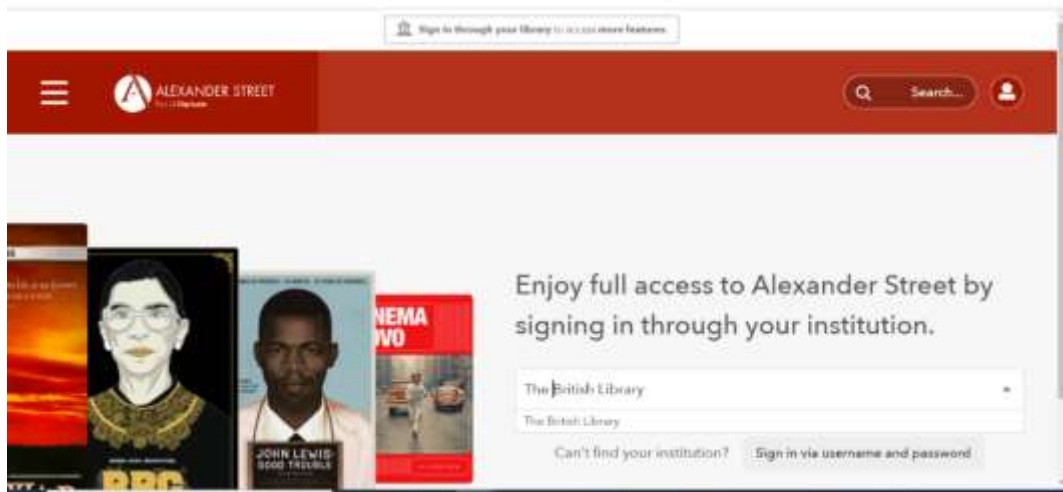 Sign in through your library to access more features.
ALEXANDER STREET
Search...
Enjoy full access to Alexander Street by
signing in through your institution.
The British Library
The British Library
Can't find your institution?
Sign in via username and password
NEMA
VO
JOHN LEWIS:
GOOD TROUBLE
RBG